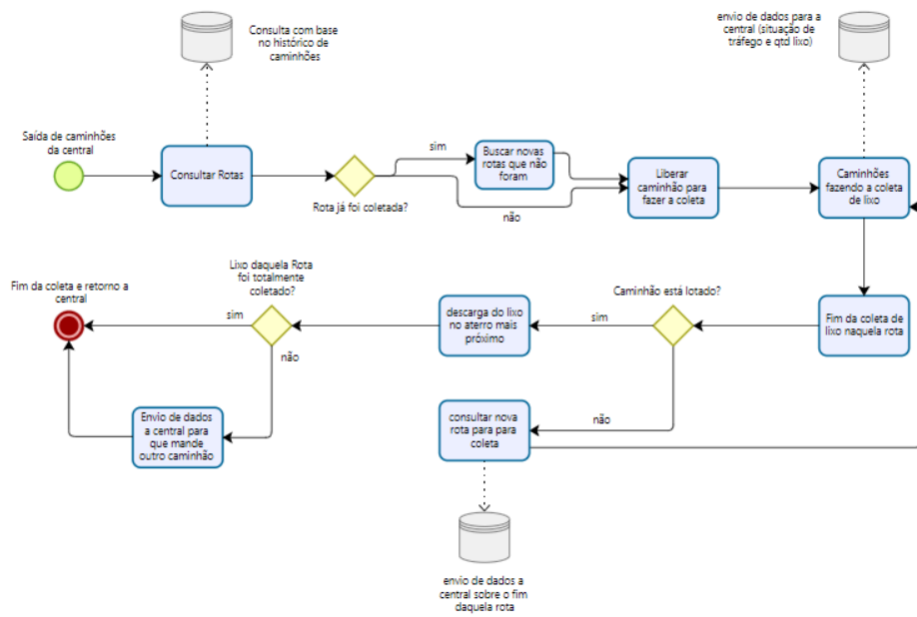 Consulta com base
no histórico de
caminhões
envio de dados para a
central (situação de
tráfego e qtd lixo)
Saída de caminhões
da central
Consultar Rotas
Rota já foi coletada?
sim
não
Buscar novas
rotas que não
foram
Liberar
caminhão para
fazer a coleta
Caminhões
fazendo a coleta
de lixo
Fim da coleta e retorno a
central
Lixo daquela Rota
foi totalmente
coletado?
sim
não
descarga do lixo
no aterro mais
próximo
Caminhão está lotado?
sim
não
Fim da coleta de
lixo naquela rota
Envio de dados
a central para
que mande
outro caminhão
consultar nova
rota para para
coleta
envio de dados a
central sobre o fim
daquela rota